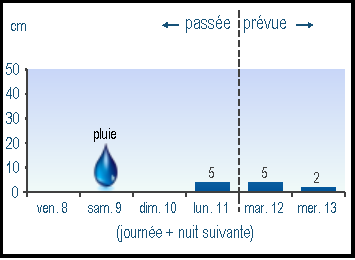 ← passée prévue →
cm
50
40
30
20
10
0
pluie
5 5 2
ven. 8 sam. 9 dim. 10 lun. 11 mar. 12 mer. 13
(journée + nuit suivante)